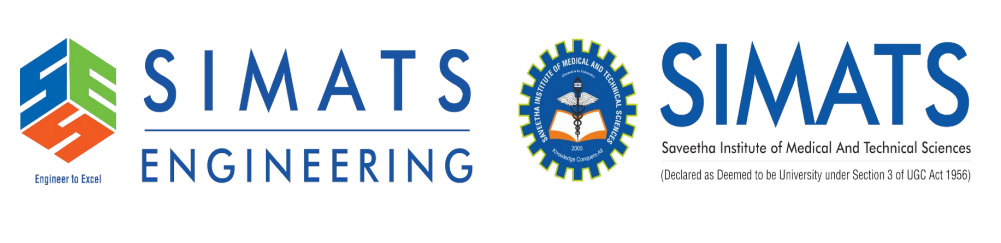 SES
Engineer to Excel
SIMATS
ENGINEERING
SAVEETHA INSTITUTE OF MEDICAL AND TECHNICAL SCIENCES
2005
Knowledge Conquers All
SIMATS
Saveetha Institute of Medical And Technical Sciences
(Declared as Deemed to be University under Section 3 of UGC Act 1956)